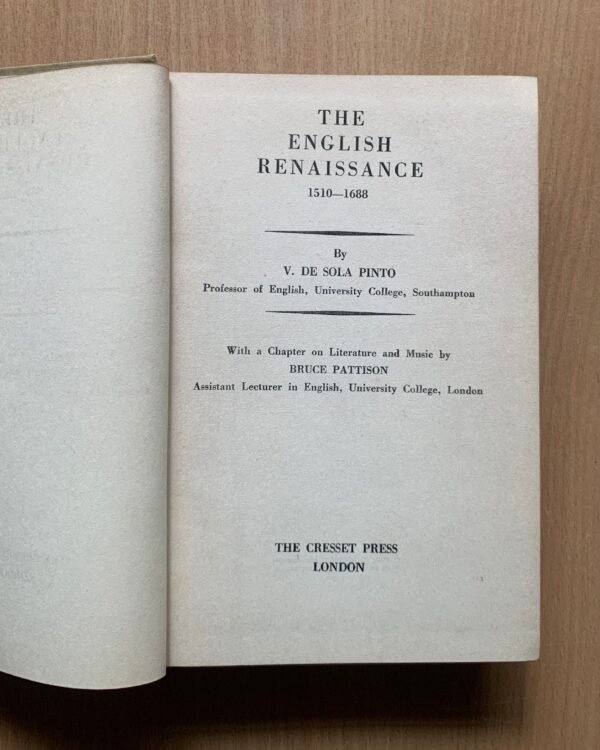 THE
ENGLISH
RENAISSANCE
1510—1688
By
V. DE SOLA PINTO
Professor of English, University College, Southampton
With a Chapter on Literature and Music by
BRUCE PATTISON
Assistant Lecturer in English, University College, London
THE CRESSET PRESS
LONDON